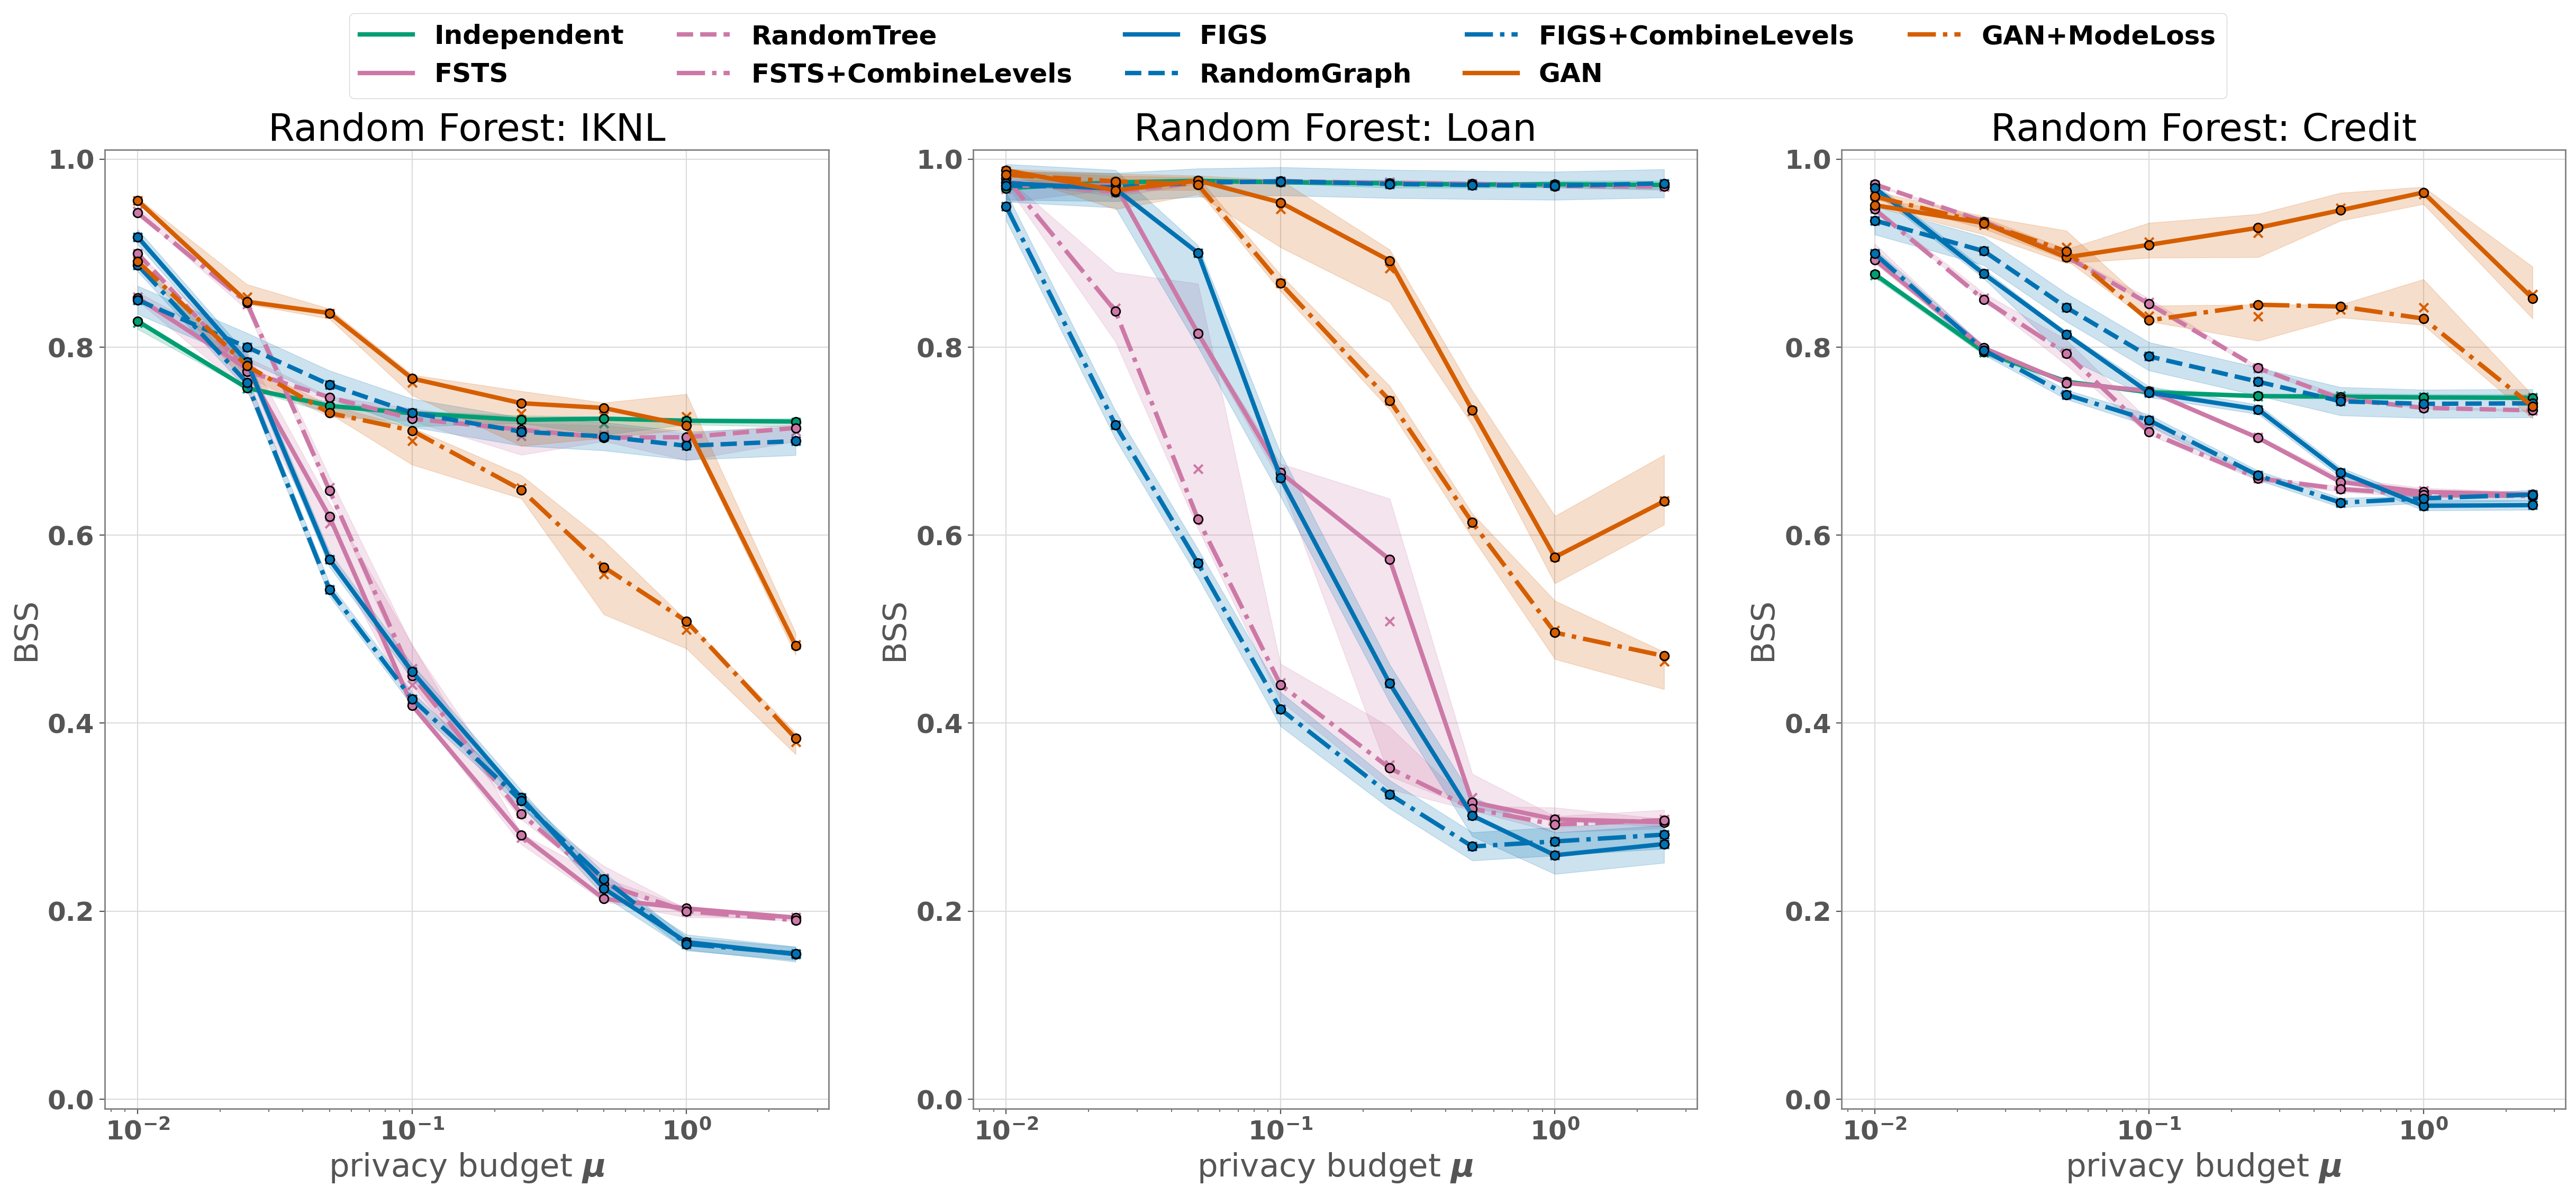 Independent RandomTree FIGS FIGS+CombineLevels GAN+ModeLoss
FSTS FSTS+CombineLevels RandomGraph GAN
Random Forest: IKNL
1.0
0.8
0.6
0.4
0.2
0.0
BSS
10⁻² 10⁻¹ 10⁰
privacy budget μ
Random Forest: Loan
1.0
0.8
0.6
0.4
0.2
0.0
BSS
10⁻² 10⁻¹ 10⁰
privacy budget μ
Random Forest: Credit
1.0
0.8
0.6
0.4
0.2
0.0
BSS
10⁻² 10⁻¹ 10⁰
privacy budget μ